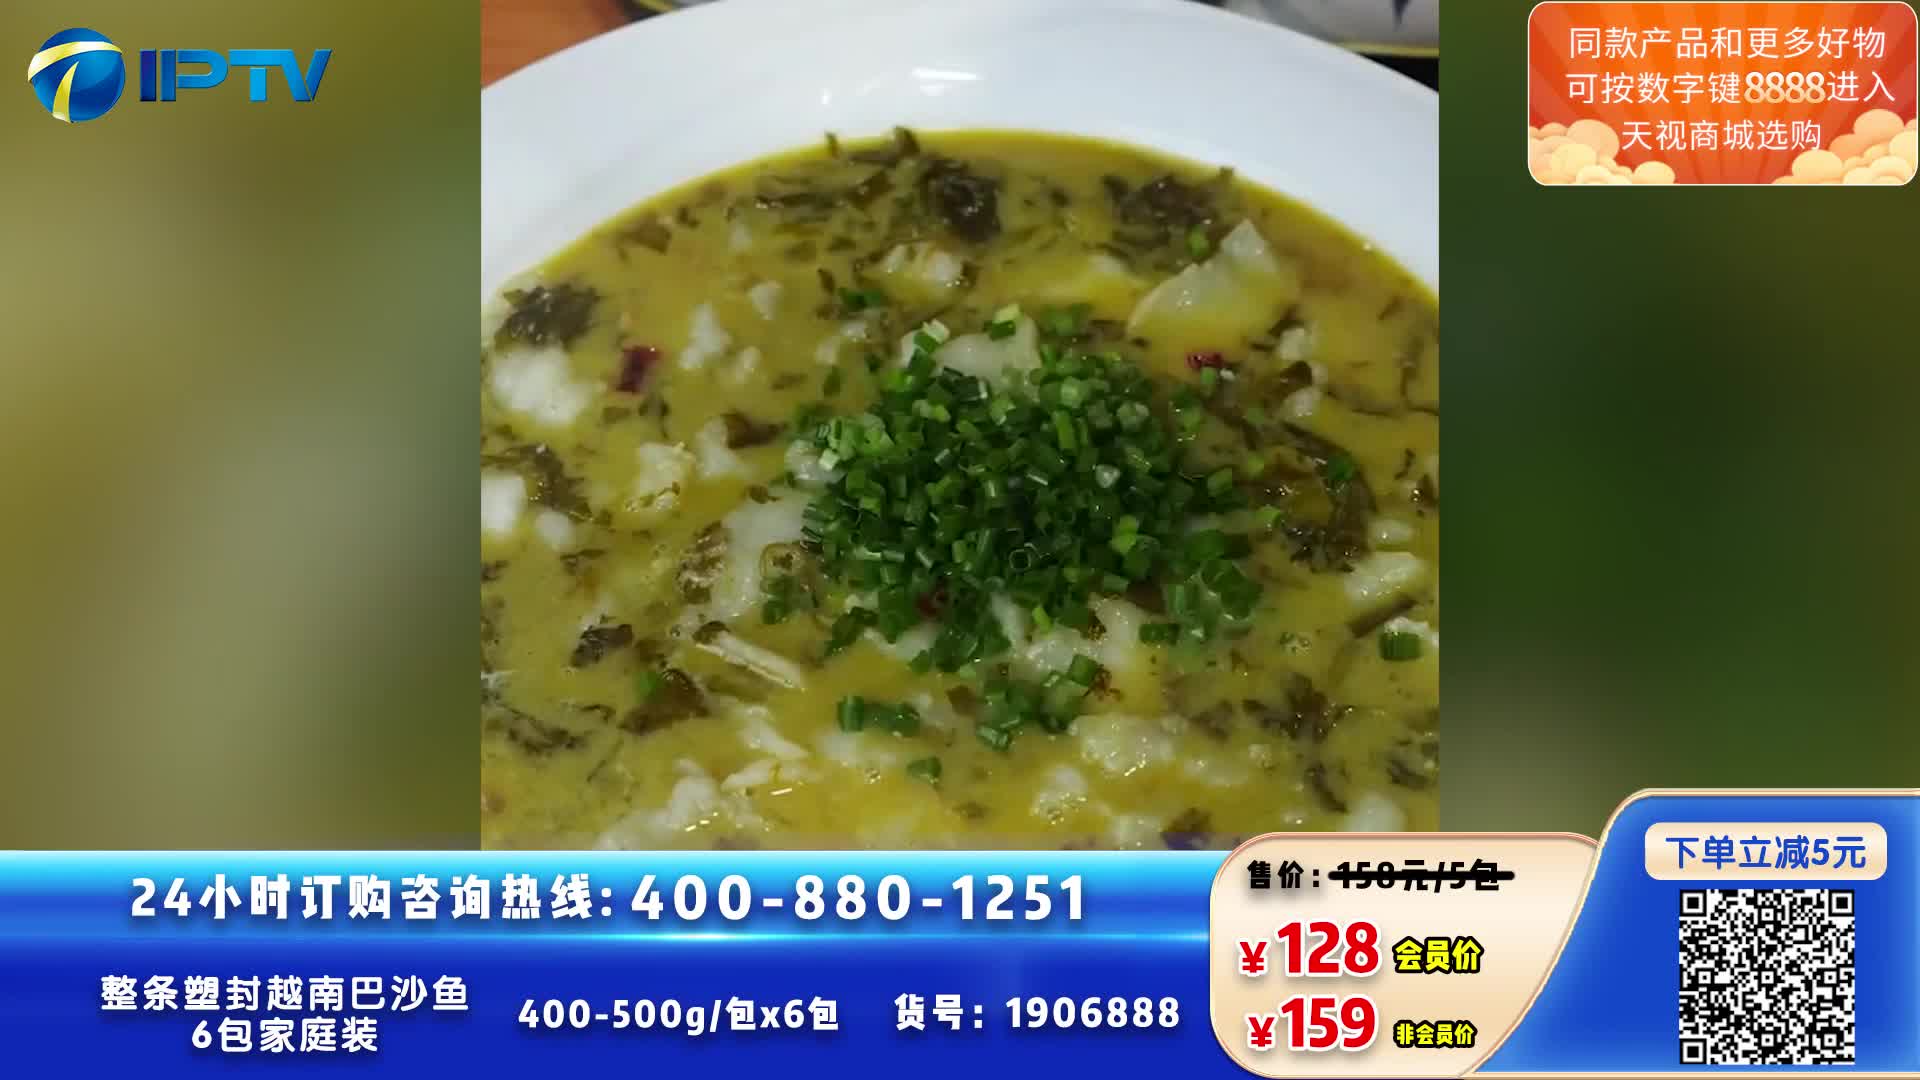 IPTV
同款产品和更多好物
可按数字键8888进入
天视商城选购
24小时订购咨询热线: 400-880-1251
整条塑封越南巴沙鱼
6包家庭装
400-500g/包x6包
货号: 1906888
售价: 158元/5包
¥128 会员价
¥159 非会员价
下单立减5元